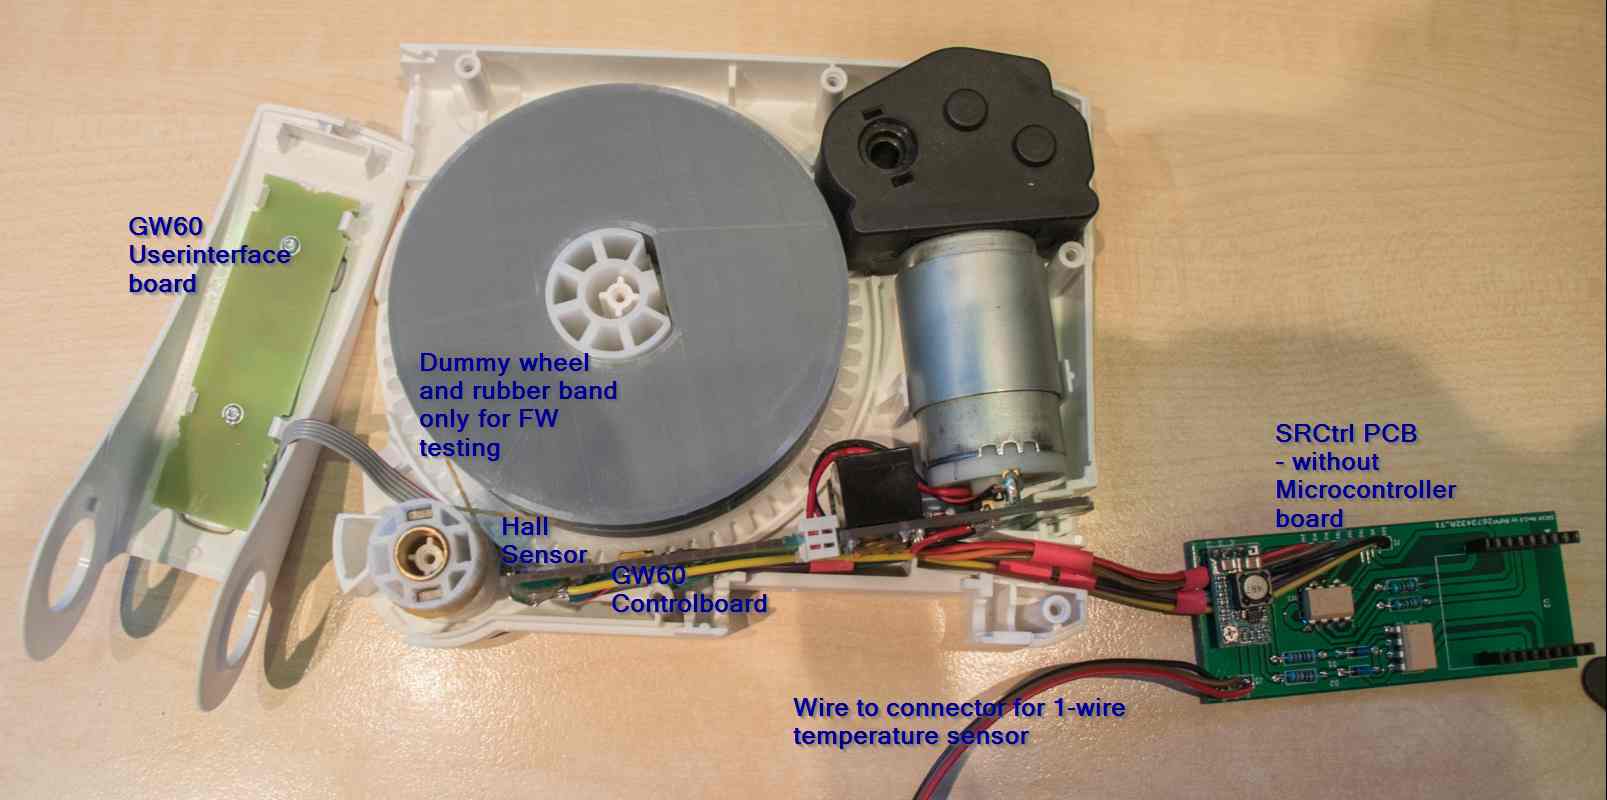 GW60
Userinterface
board
Dummy wheel
and rubber band
only for FW
testing
Hall
Sensor
GW60
Controlboard
SRCtrl PCB
- without
Microcontroller
board
Wire to connector for 1-wire
temperature sensor